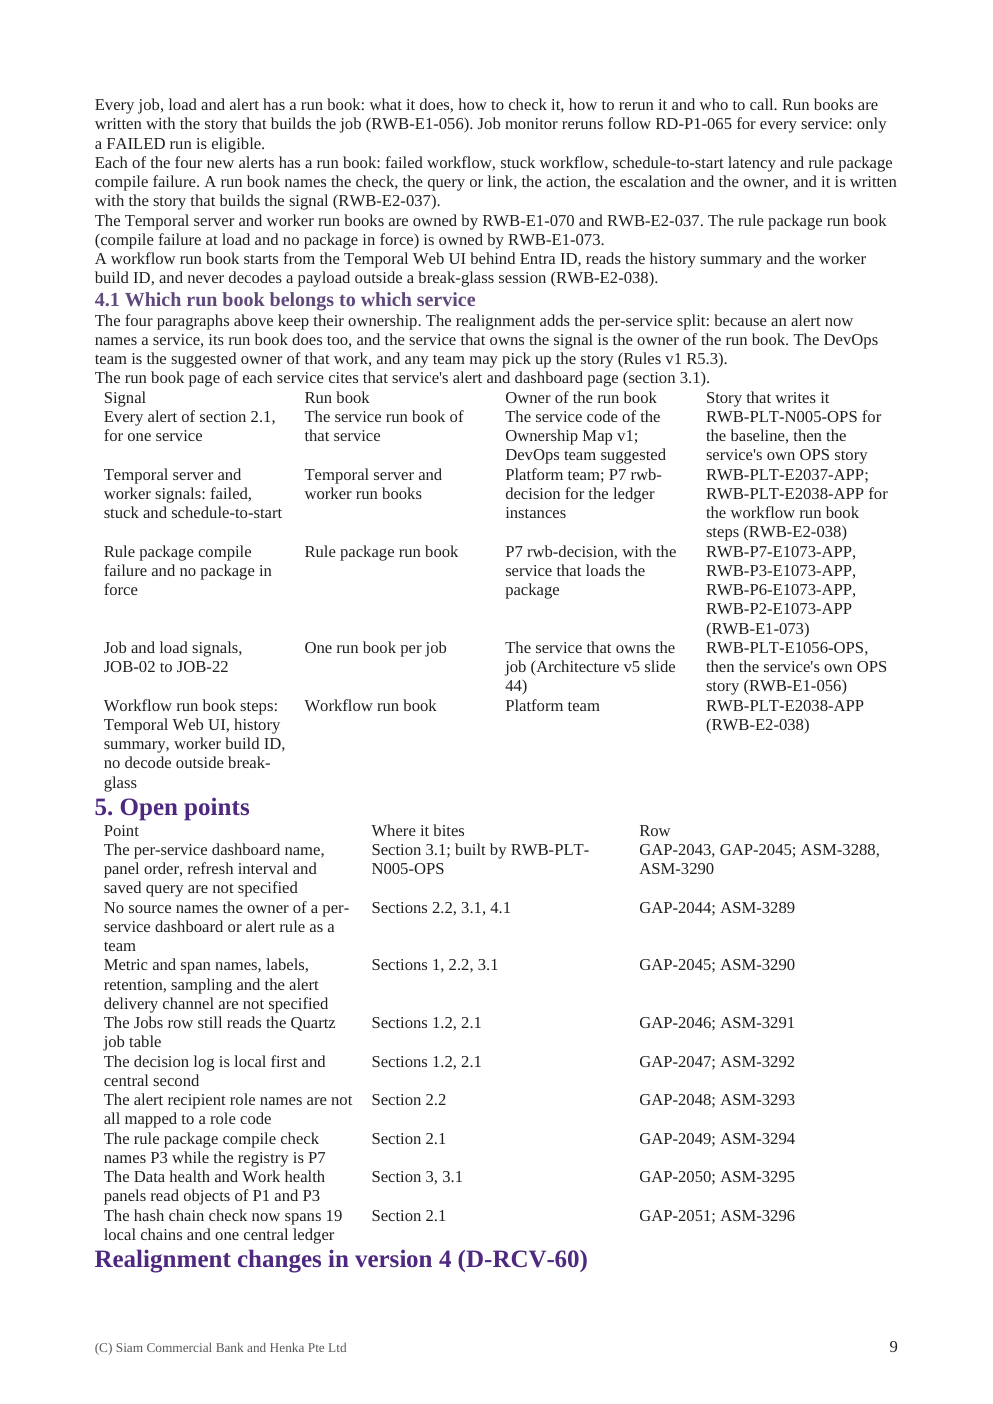 Every job, load and alert has a run book: what it does, how to check it, how to rerun it and who to call. Run books are
written with the story that builds the job (RWB-E1-056). Job monitor reruns follow RD-P1-065 for every service: only
a FAILED run is eligible.
Each of the four new alerts has a run book: failed workflow, stuck workflow, schedule-to-start latency and rule package
compile failure. A run book names the check, the query or link, the action, the escalation and the owner, and it is written
with the story that builds the signal (RWB-E2-037).
The Temporal server and worker run books are owned by RWB-E1-070 and RWB-E2-037. The rule package run book
(compile failure at load and no package in force) is owned by RWB-E1-073.
A workflow run book starts from the Temporal Web UI behind Entra ID, reads the history summary and the worker
build ID, and never decodes a payload outside a break-glass session (RWB-E2-038).
4.1 Which run book belongs to which service
The four paragraphs above keep their ownership. The realignment adds the per-service split: because an alert now
names a service, its run book does too, and the service that owns the signal is the owner of the run book. The DevOps
team is the suggested owner of that work, and any team may pick up the story (Rules v1 R5.3).
The run book page of each service cites that service's alert and dashboard page (section 3.1).
Signal Run book Owner of the run book Story that writes it
Every alert of section 2.1, The service run book of The service code of the RWB-PLT-N005-OPS for
for one service that service Ownership Map v1; the baseline, then the
DevOps team suggested service's own OPS story
Temporal server and Temporal server and Platform team; P7 rwb- RWB-PLT-E2037-APP;
worker signals: failed, worker run books decision for the ledger RWB-PLT-E2038-APP for
stuck and schedule-to-start instances the workflow run book
steps (RWB-E2-038)
Rule package compile Rule package run book P7 rwb-decision, with the RWB-P7-E1073-APP,
failure and no package in service that loads the RWB-P3-E1073-APP,
force package RWB-P6-E1073-APP,
RWB-P2-E1073-APP
(RWB-E1-073)
Job and load signals, One run book per job The service that owns the RWB-PLT-E1056-OPS,
JOB-02 to JOB-22 job (Architecture v5 slide then the service's own OPS
44) story (RWB-E1-056)
Workflow run book steps: Workflow run book Platform team RWB-PLT-E2038-APP
Temporal Web UI, history (RWB-E2-038)
summary, worker build ID,
no decode outside break-
glass
5. Open points
Point Where it bites Row
The per-service dashboard name, Section 3.1; built by RWB-PLT- GAP-2043, GAP-2045; ASM-3288,
panel order, refresh interval and N005-OPS ASM-3290
saved query are not specified
No source names the owner of a per- Sections 2.2, 3.1, 4.1 GAP-2044; ASM-3289
service dashboard or alert rule as a
team
Metric and span names, labels, Sections 1, 2.2, 3.1 GAP-2045; ASM-3290
retention, sampling and the alert
delivery channel are not specified
The Jobs row still reads the Quartz Sections 1.2, 2.1 GAP-2046; ASM-3291
job table
The decision log is local first and Sections 1.2, 2.1 GAP-2047; ASM-3292
central second
The alert recipient role names are not Section 2.2 GAP-2048; ASM-3293
all mapped to a role code
The rule package compile check Section 2.1 GAP-2049; ASM-3294
names P3 while the registry is P7
The Data health and Work health Section 3, 3.1 GAP-2050; ASM-3295
panels read objects of P1 and P3
The hash chain check now spans 19 Section 2.1 GAP-2051; ASM-3296
local chains and one central ledger
Realignment changes in version 4 (D-RCV-60)
(C) Siam Commercial Bank and Henka Pte Ltd 9